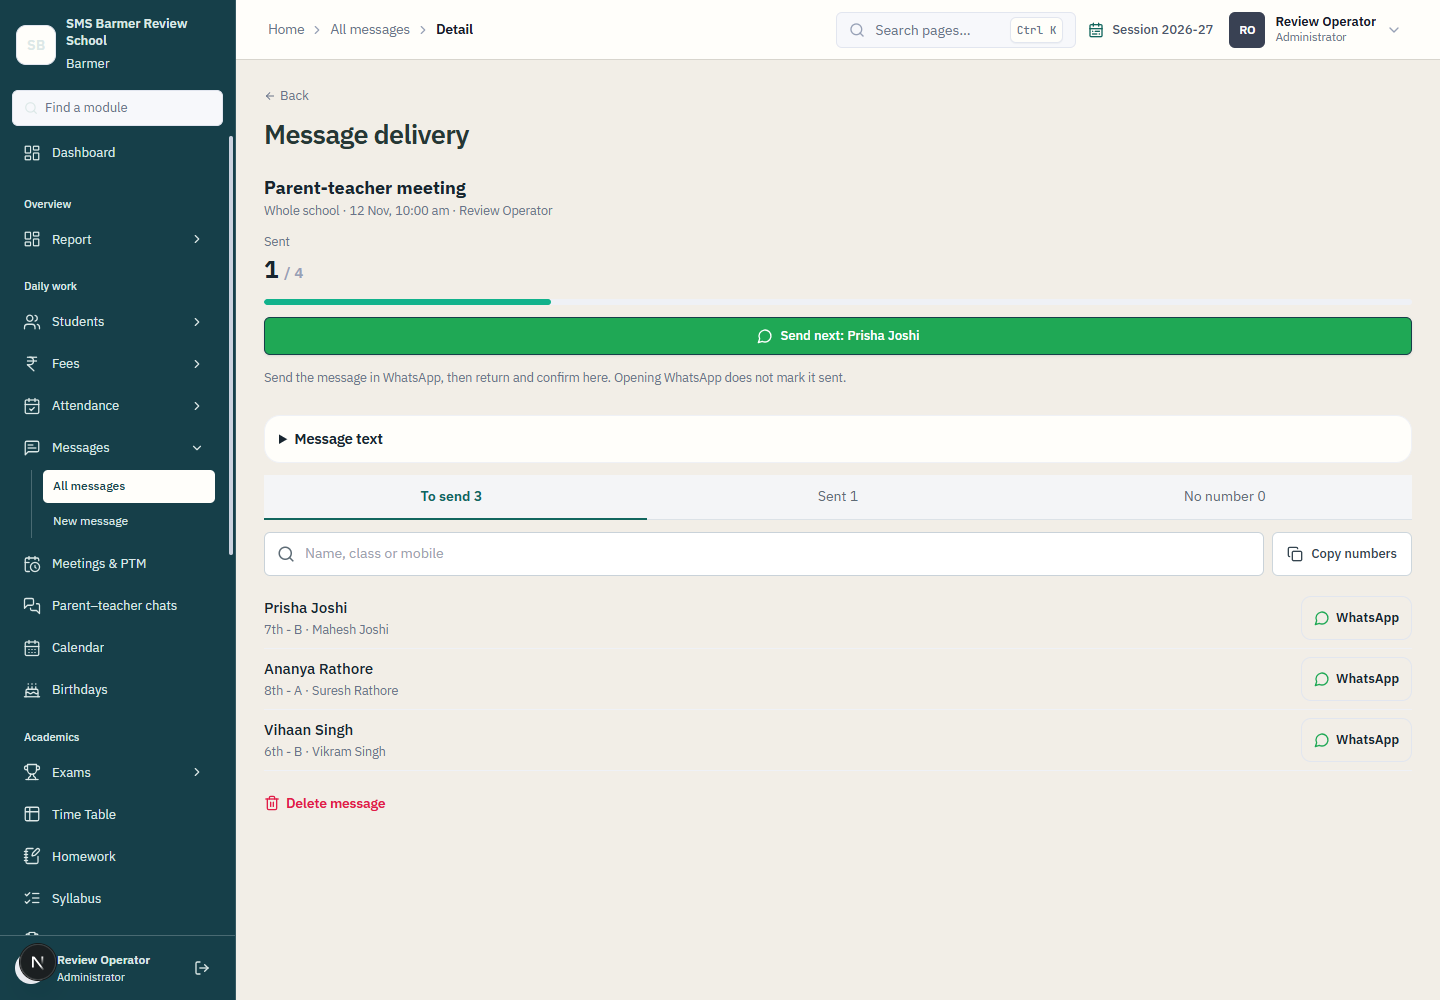 SMS Barmer Review
School
SB
Barmer
Find a module
Dashboard
Overview
Report
Daily work
Students
Fees
Attendance
Messages
All messages
New message
Meetings & PTM
Parent–teacher chats
Calendar
Birthdays
Academics
Exams
Time Table
Homework
Syllabus
N
Review Operator
Administrator
Home > All messages > Detail
Search pages...
Ctrl K
Session 2026-27
RO
Review Operator
Administrator
← Back
Message delivery
Parent-teacher meeting
Whole school · 12 Nov, 10:00 am · Review Operator
Sent
1 / 4
Send next: Prisha Joshi
Send the message in WhatsApp, then return and confirm here. Opening WhatsApp does not mark it sent.
Message text
To send 3
Sent 1
No number 0
Name, class or mobile
Copy numbers
Prisha Joshi
7th - B · Mahesh Joshi
WhatsApp
Ananya Rathore
8th - A · Suresh Rathore
WhatsApp
Vihaan Singh
6th - B · Vikram Singh
WhatsApp
Delete message